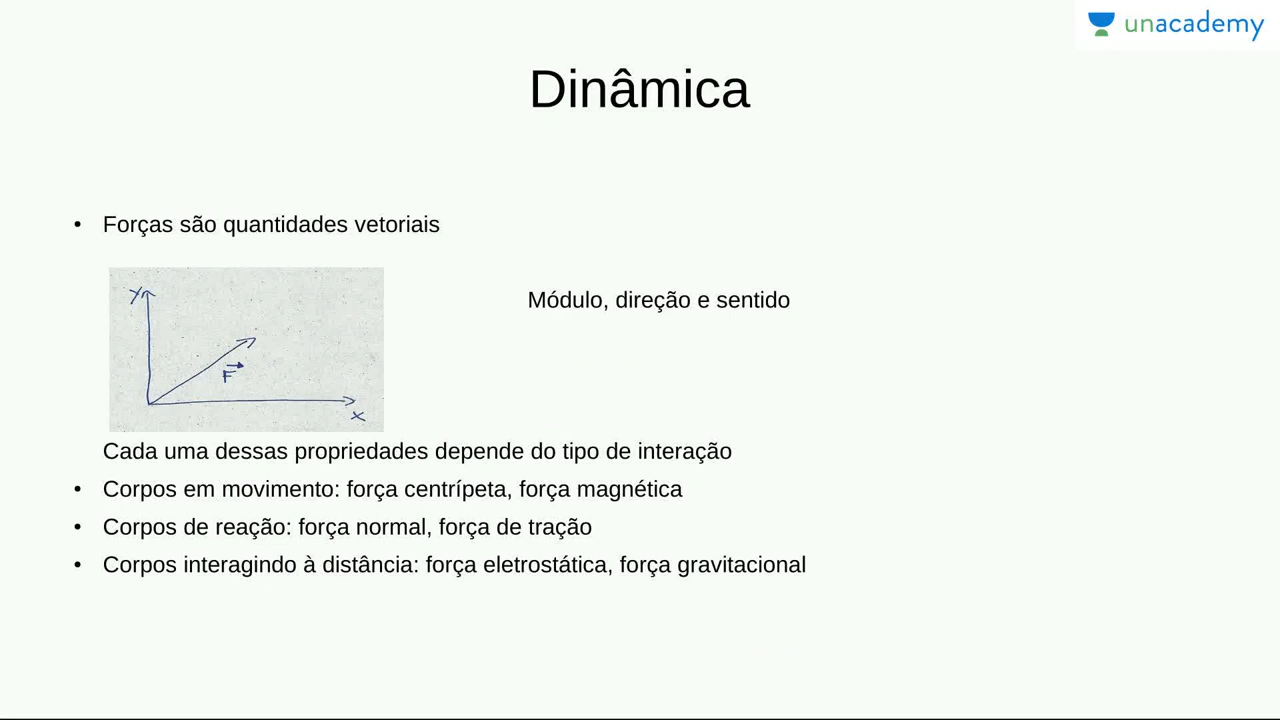 unacademy
Dinâmica
• Forças são quantidades vetoriais
Módulo, direção e sentido
y
F
x
Cada uma dessas propriedades depende do tipo de interação
• Corpos em movimento: força centrípeta, força magnética
• Corpos de reação: força normal, força de tração
• Corpos interagindo à distância: força eletrostática, força gravitacional